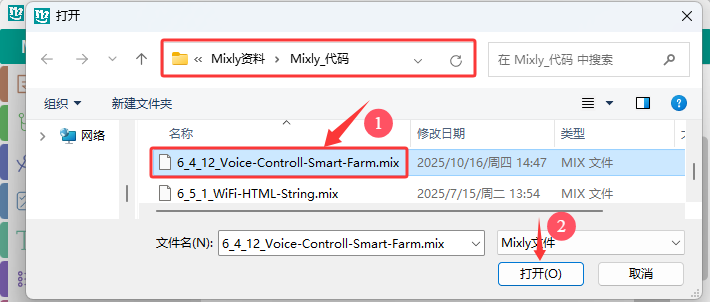 打开
« Mixly资料 › Mixly_代码
在 Mixly_代码 中搜索
组织
新建文件夹
网络
名称
修改日期
类型
1
6_4_12_Voice-Controll-Smart-Farm.mix
2025/10/16/周四 14:47
MIX 文件
6_5_1_WiFi-HTML-String.mix
2025/7/15/周二 13:54
MIX 文件
文件名(N):
6_4_12_Voice-Controll-Smart-Farm.mix
Mixly文件
2
打开(O)
取消